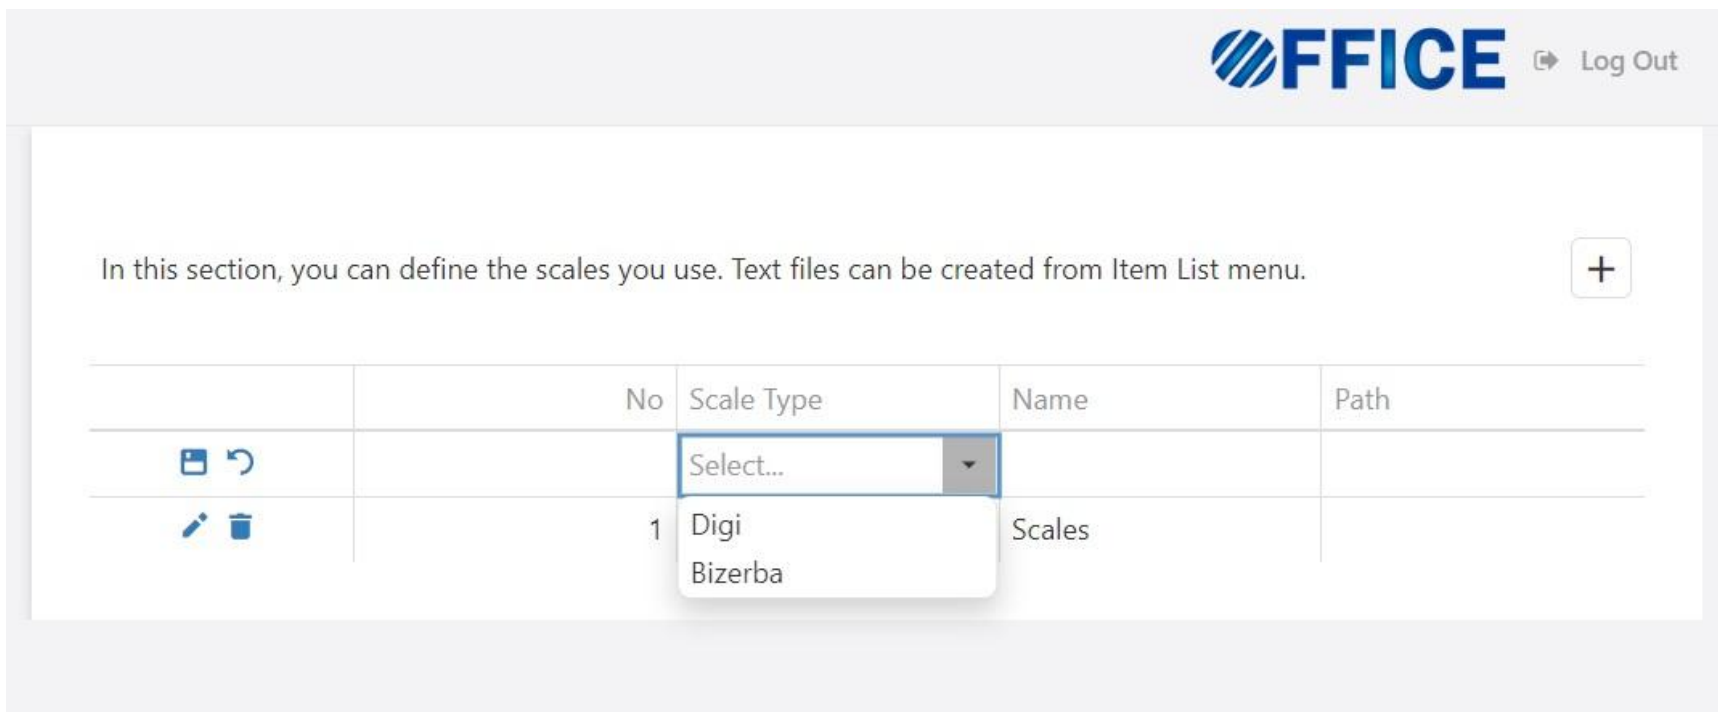 OFFICE Log Out
In this section, you can define the scales you use. Text files can be created from Item List menu.
No Scale Type Name Path
Select...
1 Digi Scales
Bizerba